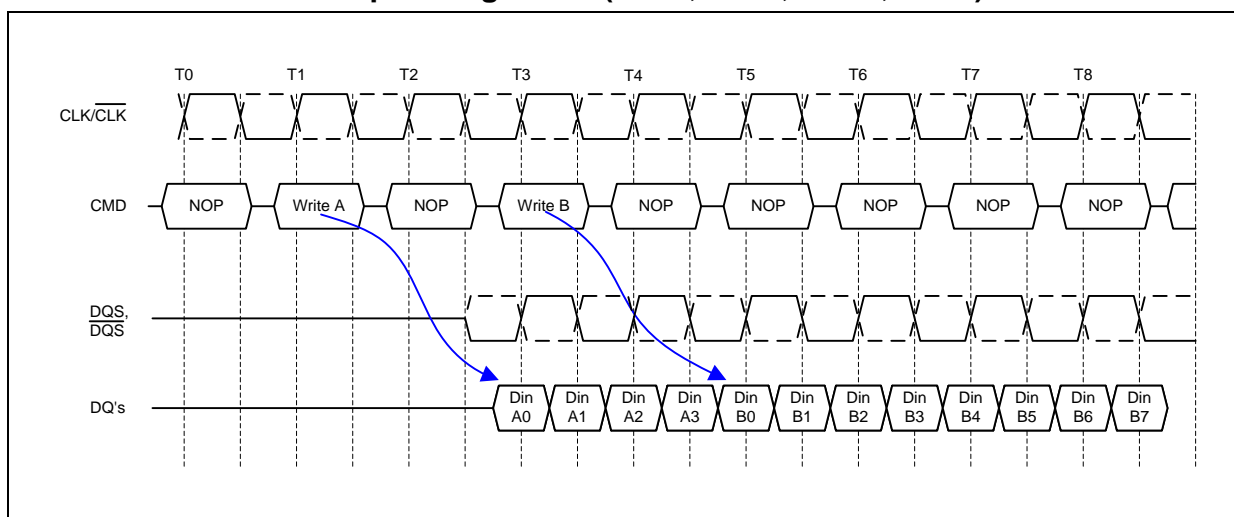 T0 T1 T2 T3 T4 T5 T6 T7 T8
CLK/CLK
CMD NOP Write A NOP Write B NOP NOP NOP NOP NOP
DQS,
DQS
DQ's Din Din Din Din Din Din Din Din Din Din Din Din
A0 A1 A2 A3 B0 B1 B2 B3 B4 B5 B6 B7